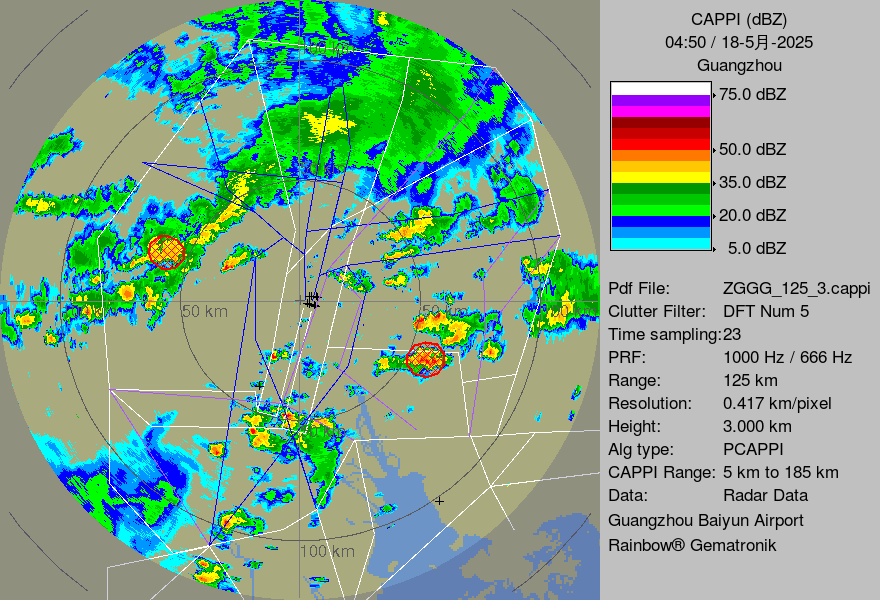 CAPPI (dBZ)
04:50 / 18-5月-2025
Guangzhou
75.0 dBZ
50.0 dBZ
35.0 dBZ
20.0 dBZ
5.0 dBZ
Pdf File: ZGGG_125_3.cappi
Clutter Filter: DFT Num 5
Time sampling:23
PRF: 1000 Hz / 666 Hz
Range: 125 km
Resolution: 0.417 km/pixel
Height: 3.000 km
Alg type: PCAPPI
CAPPI Range: 5 km to 185 km
Data: Radar Data
Guangzhou Baiyun Airport
Rainbow® Gematronik
50 km
50 km
100 km